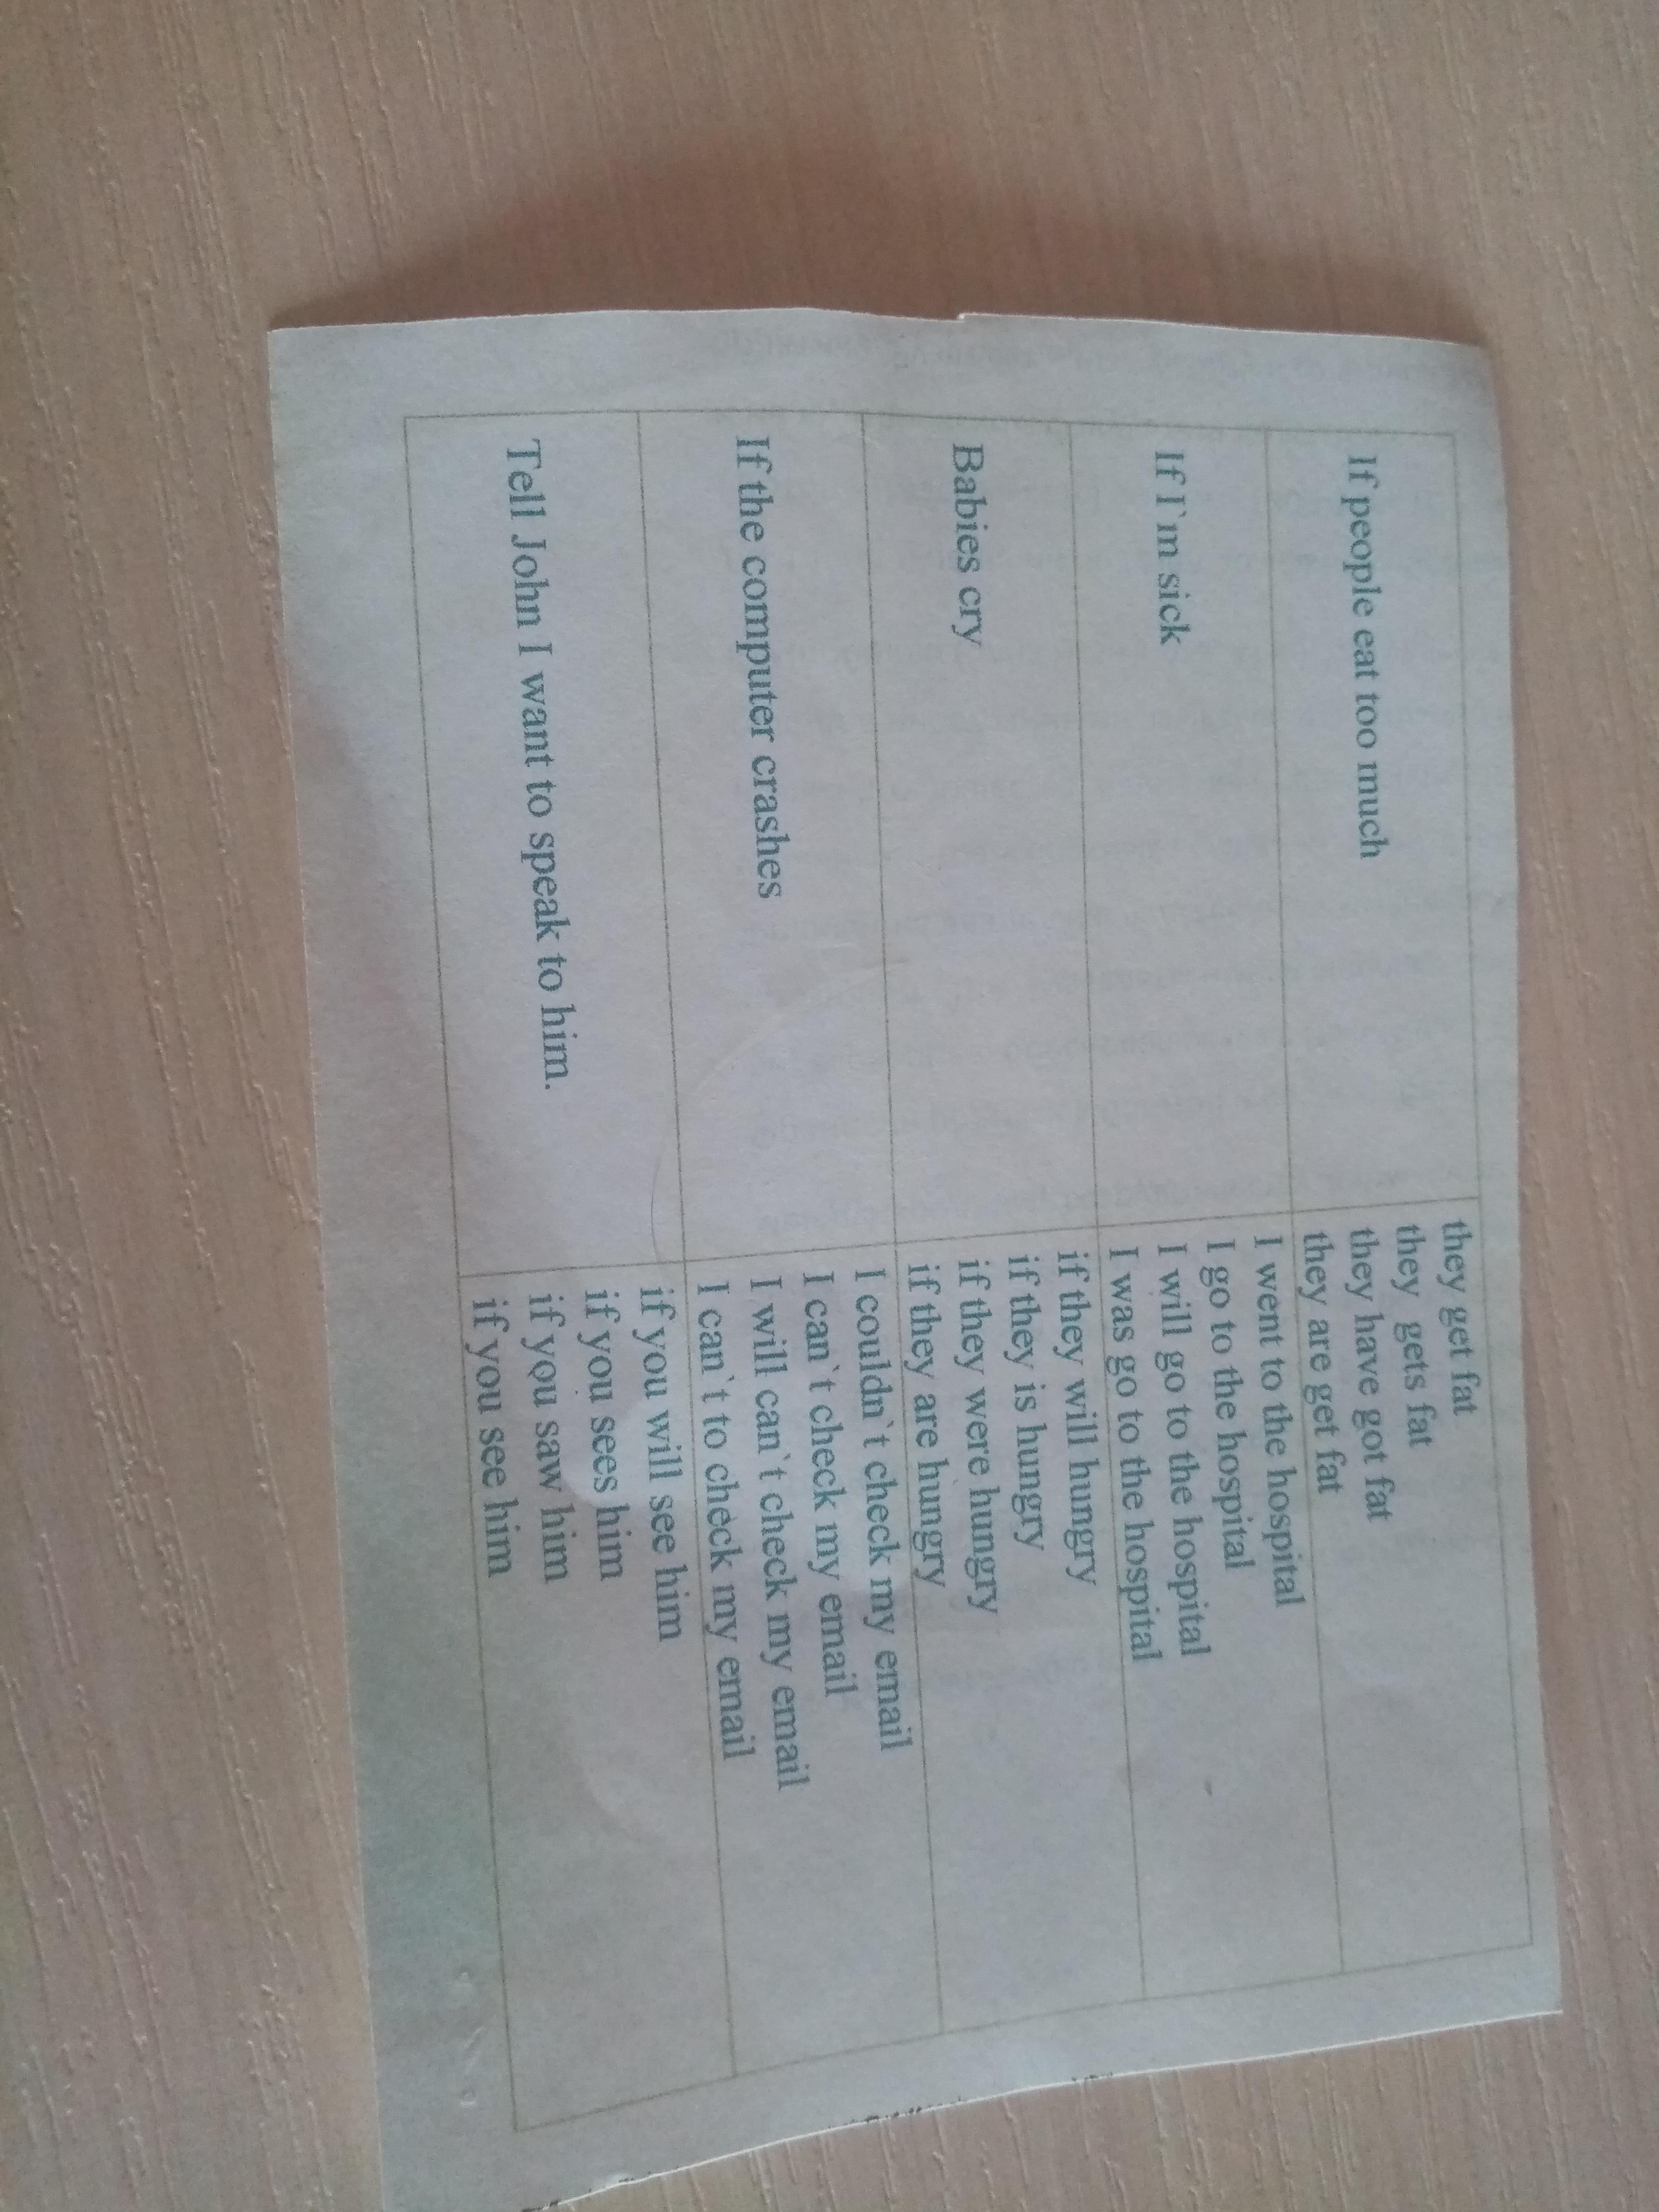 If people eat too much
they get fat
they gets fat
they have got fat
they are get fat
If I`m sick
I went to the hospital
I go to the hospital
I will go to the hospital
I was go to the hospital
Babies cry
if they will hungry
if they is hungry
if they were hungry
if they are hungry
If the computer crashes
I couldn`t check my email
I can`t check my email
I will can`t check my email
I can`t to check my email
Tell John I want to speak to him.
if you will see him
if you sees him
if you saw him
if you see him